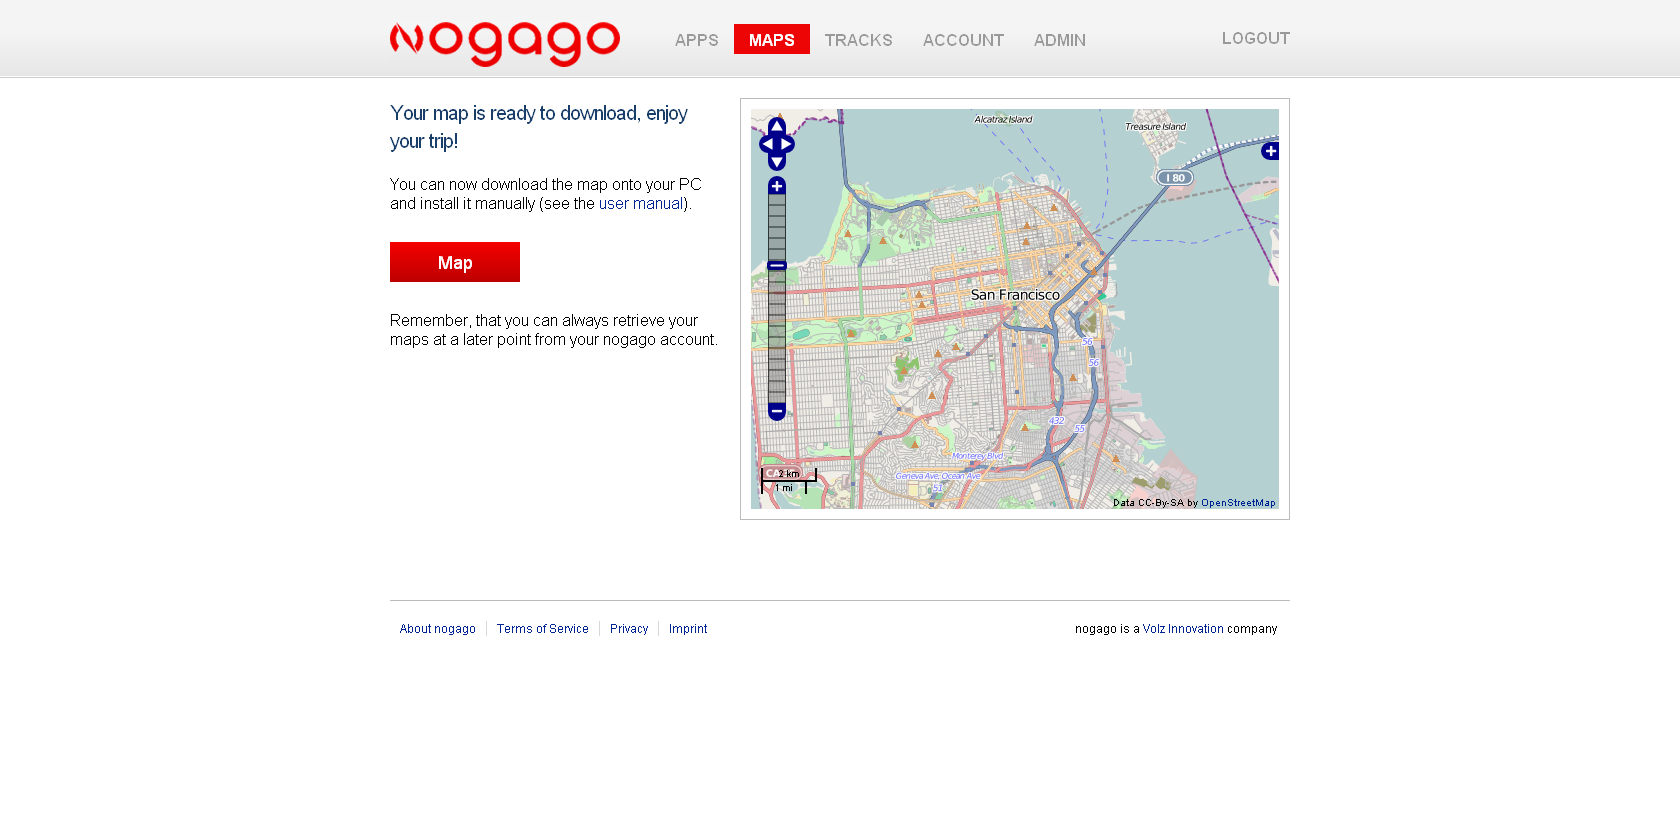 nogago
APPS MAPS TRACKS ACCOUNT ADMIN LOGOUT
Your map is ready to download, enjoy
your trip!
You can now download the map onto your PC
and install it manually (see the user manual).
Map
Remember, that you can always retrieve your
maps at a later point from your nogago account.
Alcatraz Island
Treasure Island
I 80
San Francisco
56
56
432
55
Monterey Blvd
Geneva Ave; Ocean Ave
51
2 km
1 mi
Data CC-By-SA by OpenStreetMap
About nogago Terms of Service Privacy Imprint
nogago is a Volz Innovation company